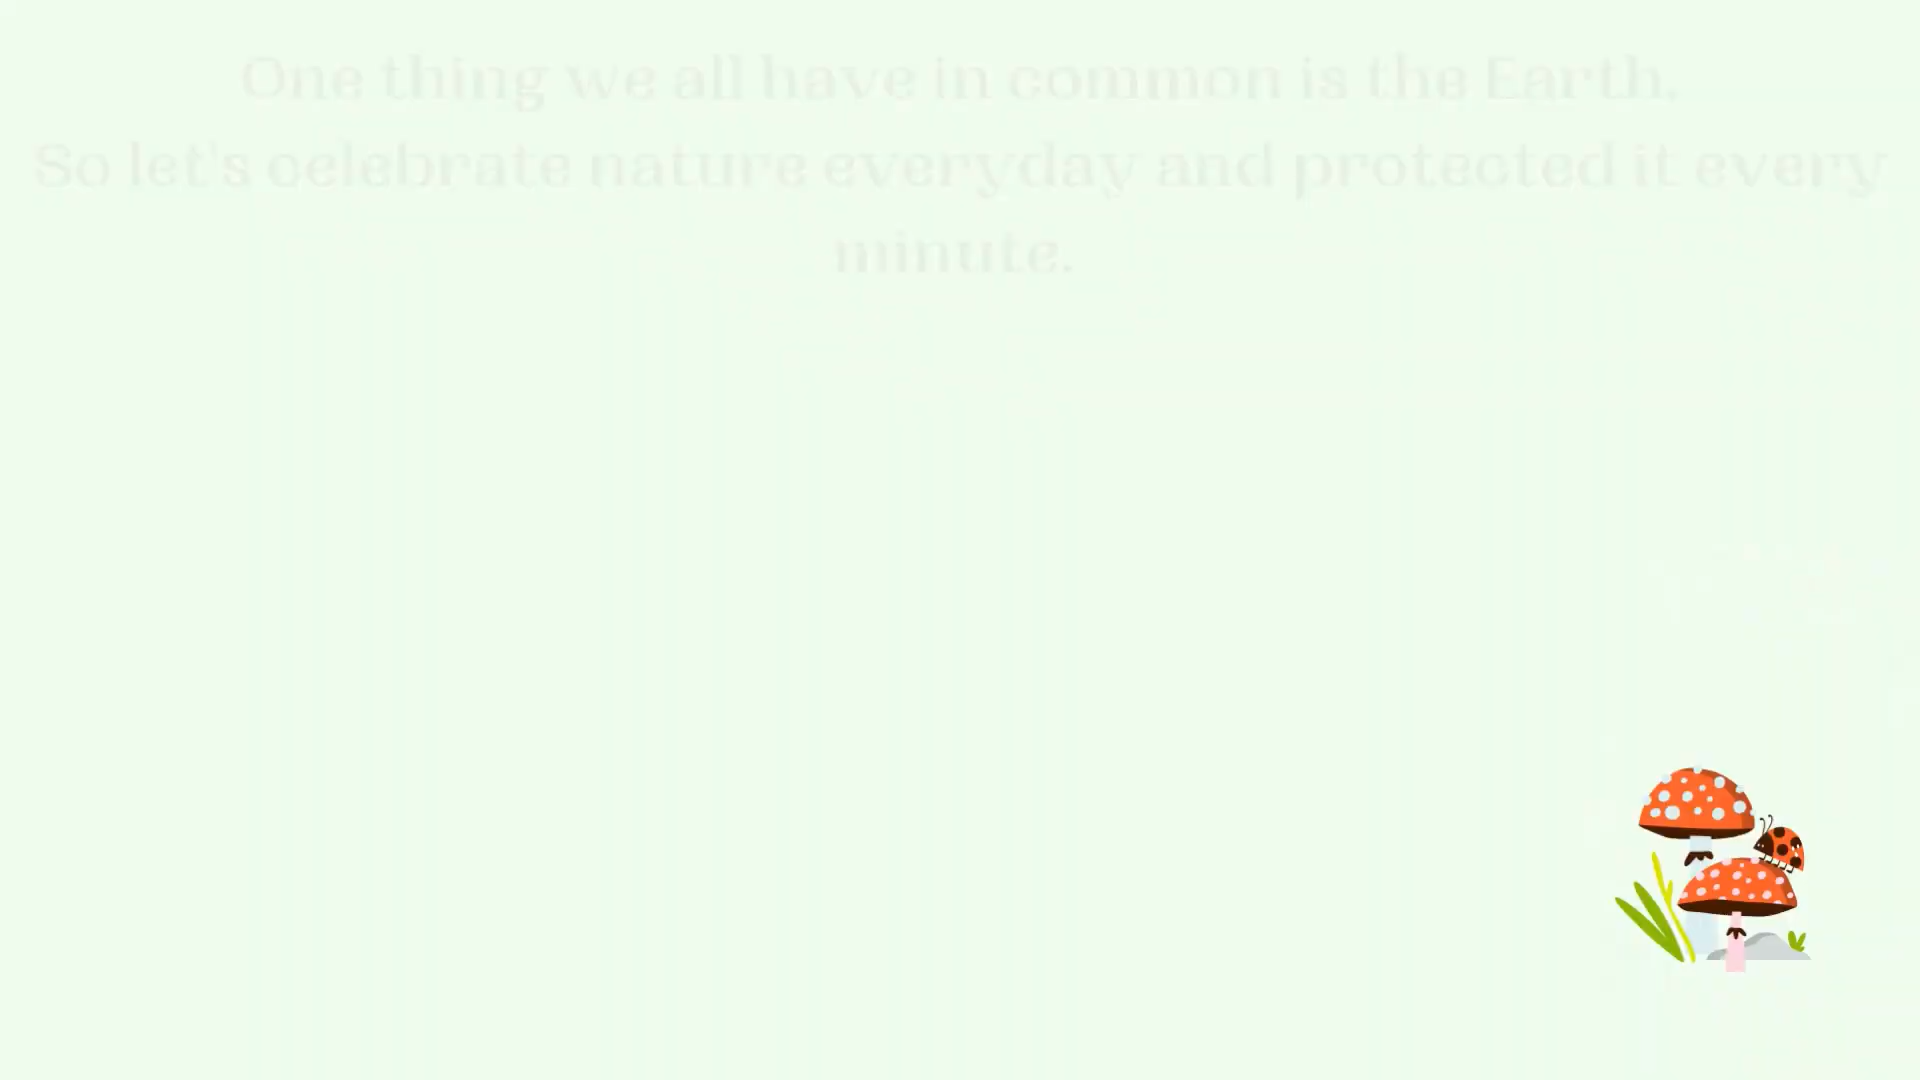 One thing we all have in common is the Earth.
So let's celebrate nature everyday and protected it every
minute.